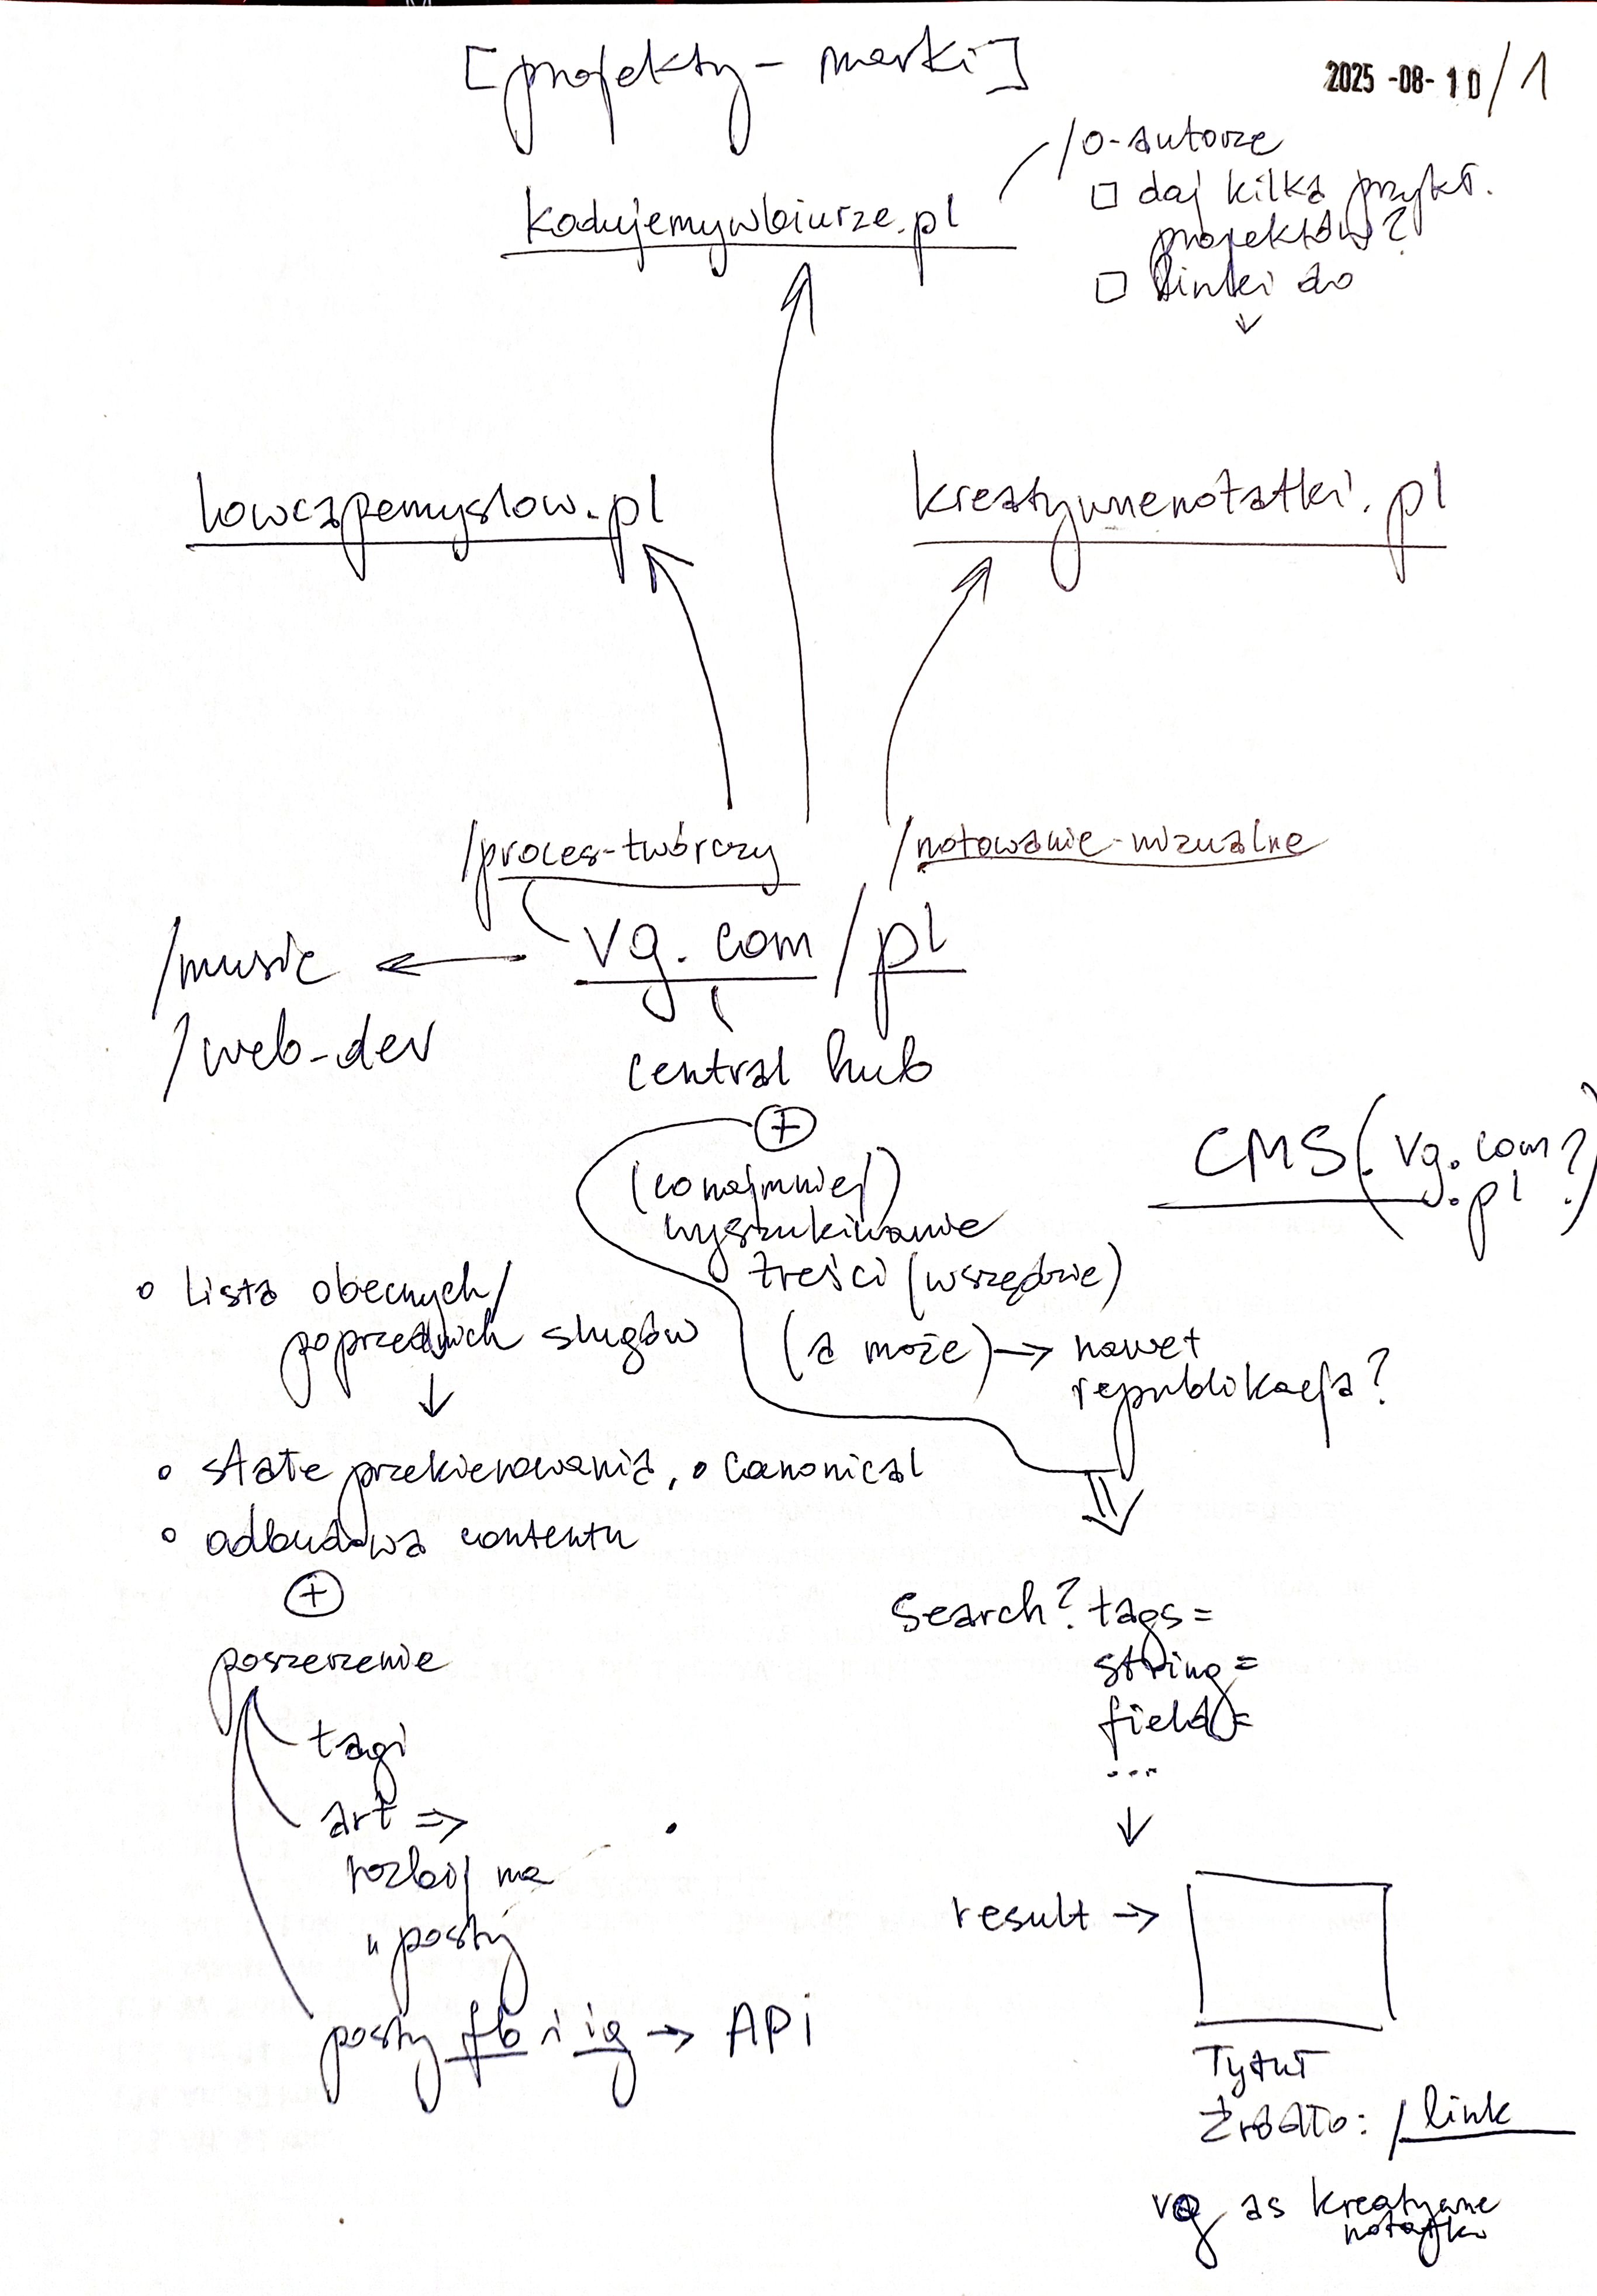 [projekty - marki]
2025 -08- 10 / 1
/o-autorze
□ daj kilka przykł.
projektów?
□ linki do
↓
kodujemywbiurze.pl
lowcapomyslow.pl
kreatywnenotatki.pl
/proces-twórczy
/notowanie-wizualne
vg.com/pl
/music ←
/web-dev
central hub
+
(co najmniej)
wyszukiwanie
treści (wszędzie)
(a może) → nawet
republikacja?
CMS (vg.com?
.pl?)
○ Lista obecnych/
poprzednich slugów
↓
○ stałe przekierowania, ○ canonical
○ odbudowa contentu
+
poszerzenie
tagi
art ⇒
rozbij na
n posty
posty fb i ig → API
search? tags=
string=
field=
...
↓
result →
Tytuł
Źródło: /link
vg as kreatywne
notatki